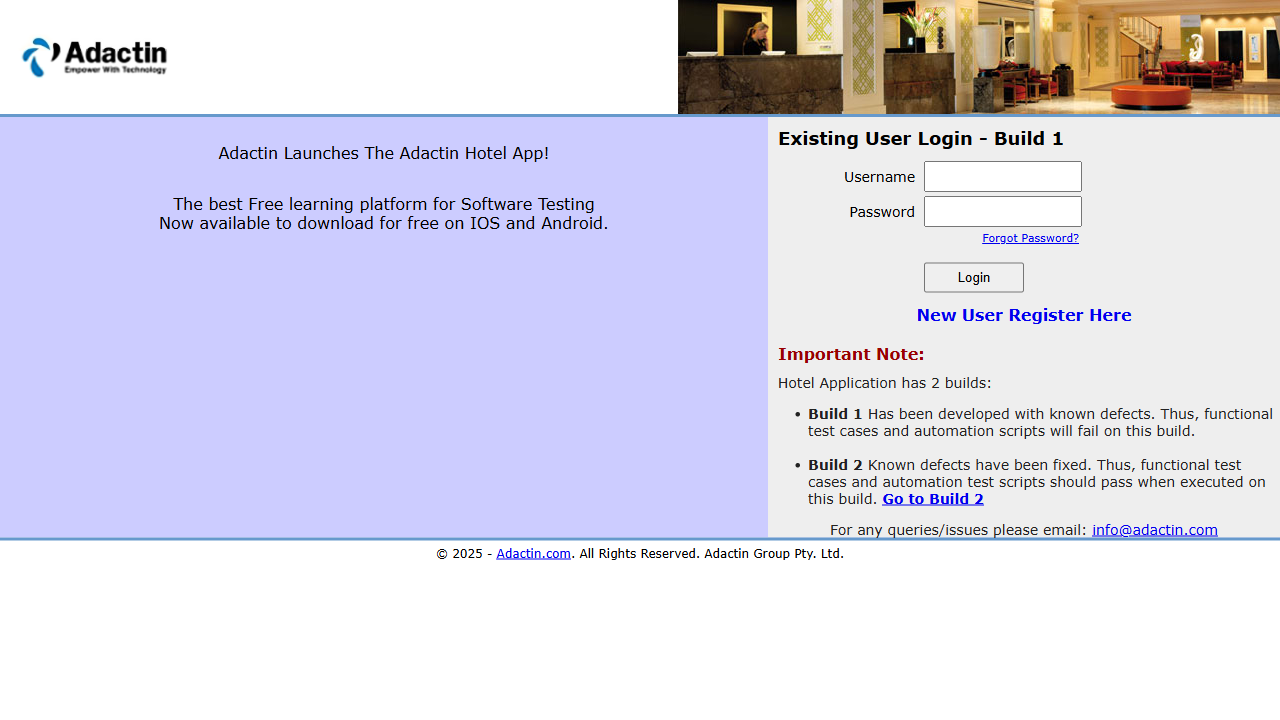 Adactin
Empower With Technology
Adactin Launches The Adactin Hotel App!
The best Free learning platform for Software Testing
Now available to download for free on IOS and Android.
Existing User Login - Build 1
Username
Password
Forgot Password?
Login
New User Register Here
Important Note:
Hotel Application has 2 builds:
• Build 1 Has been developed with known defects. Thus, functional
test cases and automation scripts will fail on this build.
• Build 2 Known defects have been fixed. Thus, functional test
cases and automation test scripts should pass when executed on
this build. Go to Build 2
For any queries/issues please email: info@adactin.com
© 2025 - Adactin.com. All Rights Reserved. Adactin Group Pty. Ltd.